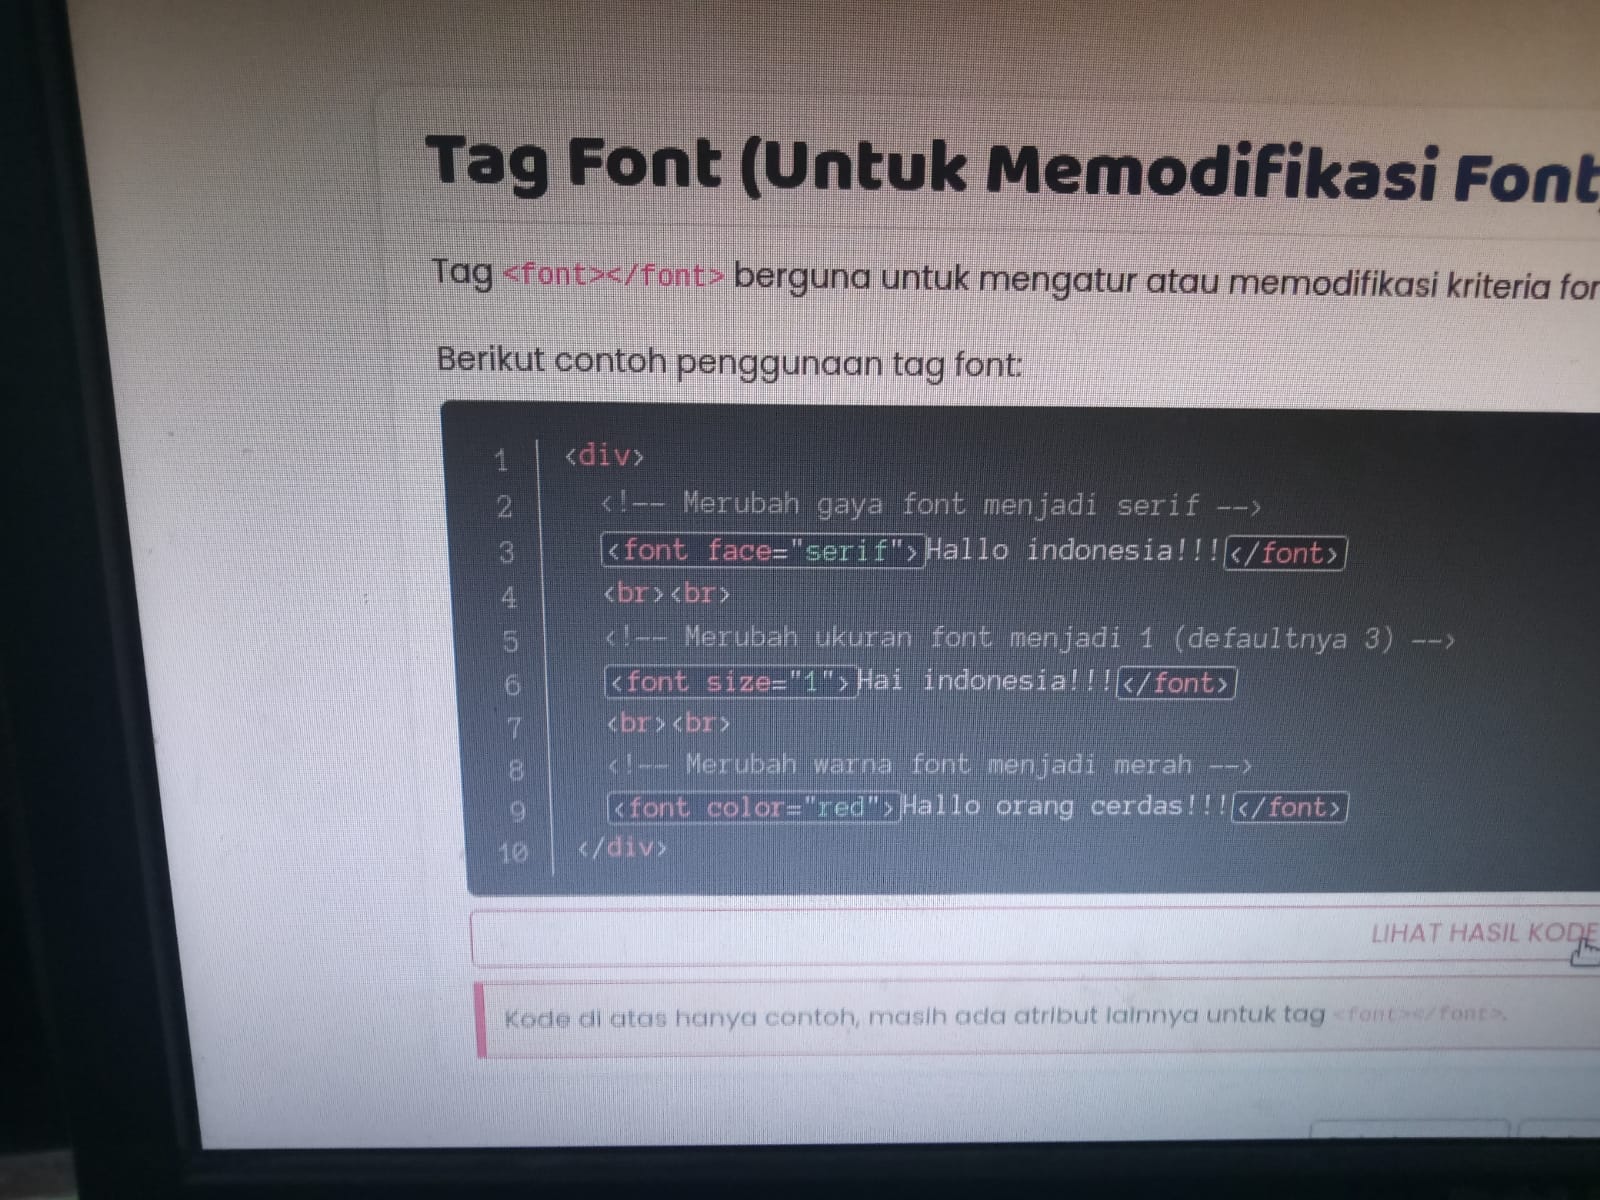 Tag Font (Untuk Memodifikasi Font
Tag <font></font> berguna untuk mengatur atau memodifikasi kriteria
Berikut contoh penggunaan tag font:
1 <div>
2 <!-- Merubah gaya font menjadi serif -->
3 <font face="serif">Hallo indonesia!!!</font>
4 <br><br>
5 <!-- Merubah ukuran font menjadi 1 (defaultnya 3) -->
6 <font size="1">Hai indonesia!!!</font>
7 <br><br>
8 <!-- Merubah warna font menjadi merah -->
9 <font color="red">Hallo orang cerdas!!!</font>
10 </div>
LIHAT HASIL KODE
Kode di atas hanya contoh, masih ada atribut lainnya untuk tag <font></font>.